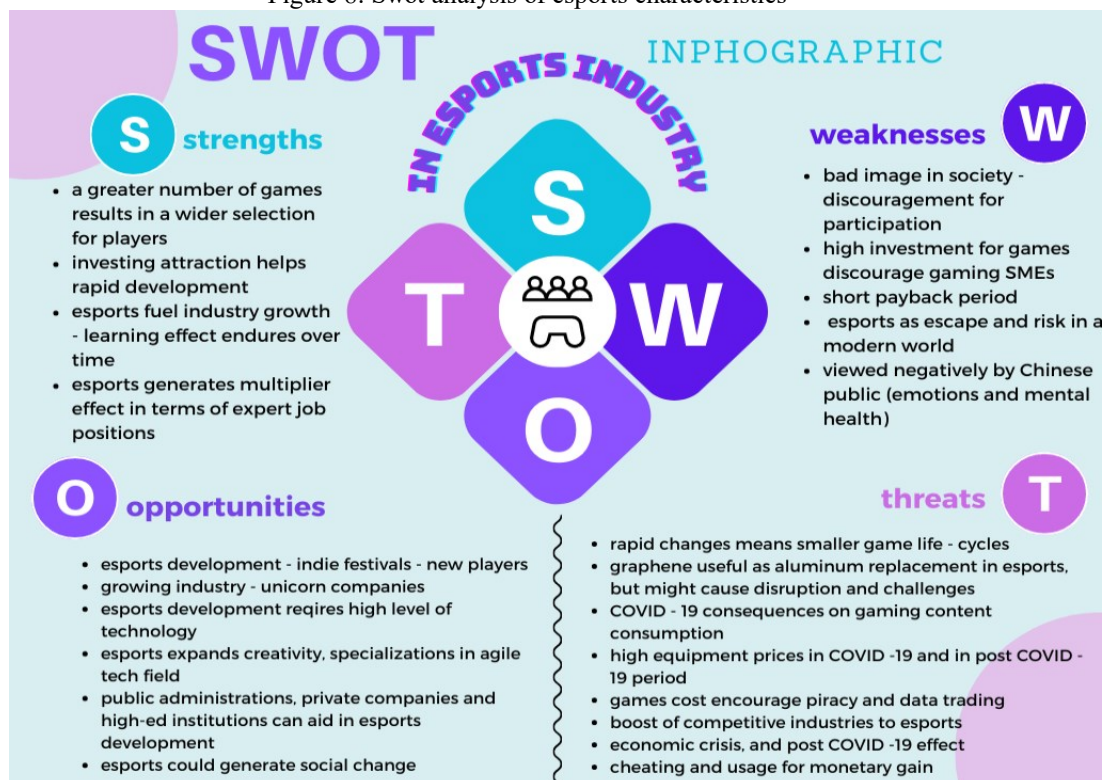 Figure 6. Swot analysis of esports characteristics
SWOT
INPHOGRAPHIC
IN ESPORTS INDUSTRY
S
strengths
• a greater number of games
results in a wider selection
for players
• investing attraction helps
rapid development
• esports fuel industry growth
- learning effect endures over
time
• esports generates multiplier
effect in terms of expert job
positions
S
T
W
O
weaknesses
W
• bad image in society -
discouragement for
participation
• high investment for games
discourage gaming SMEs
• short payback period
• esports as escape and risk in a
modern world
• viewed negatively by Chinese
public (emotions and mental
health)
O
opportunities
• esports development - indie festivals - new players
• growing industry - unicorn companies
• esports development reqires high level of
technology
• esports expands creativity, specializations in agile
tech field
• public administrations, private companies and
high-ed institutions can aid in esports
development
• esports could generate social change
threats
T
• rapid changes means smaller game life - cycles
• graphene useful as aluminum replacement in esports,
but might cause disruption and challenges
• COVID - 19 consequences on gaming content
consumption
• high equipment prices in COVID -19 and in post COVID -
19 period
• games cost encourage piracy and data trading
• boost of competitive industries to esports
• economic crisis, and post COVID -19 effect
• cheating and usage for monetary gain